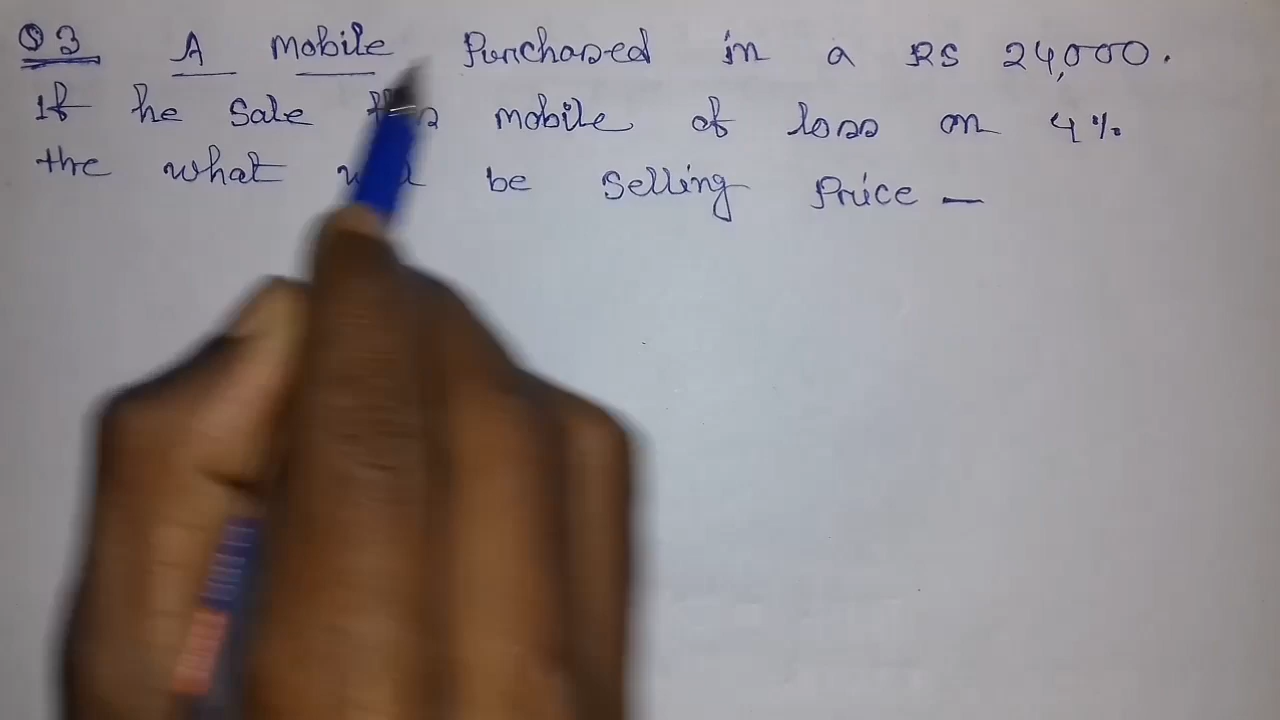 Q 3 A mobile Purchased in a RS 24,000.
If he Sale mobile of loss on 4%
the what be Selling Price —